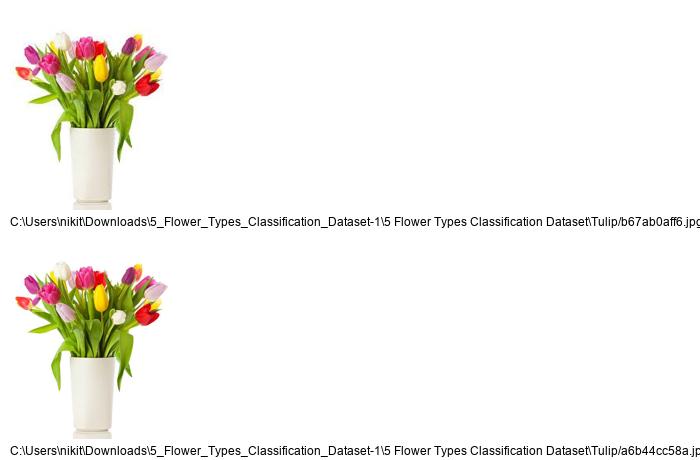 C:\Users\nikit\Downloads\5_Flower_Types_Classification_Dataset-1\5 Flower Types Classification Dataset\Tulip/b67ab0aff6.jpg
C:\Users\nikit\Downloads\5_Flower_Types_Classification_Dataset-1\5 Flower Types Classification Dataset\Tulip/a6b44cc58a.jp